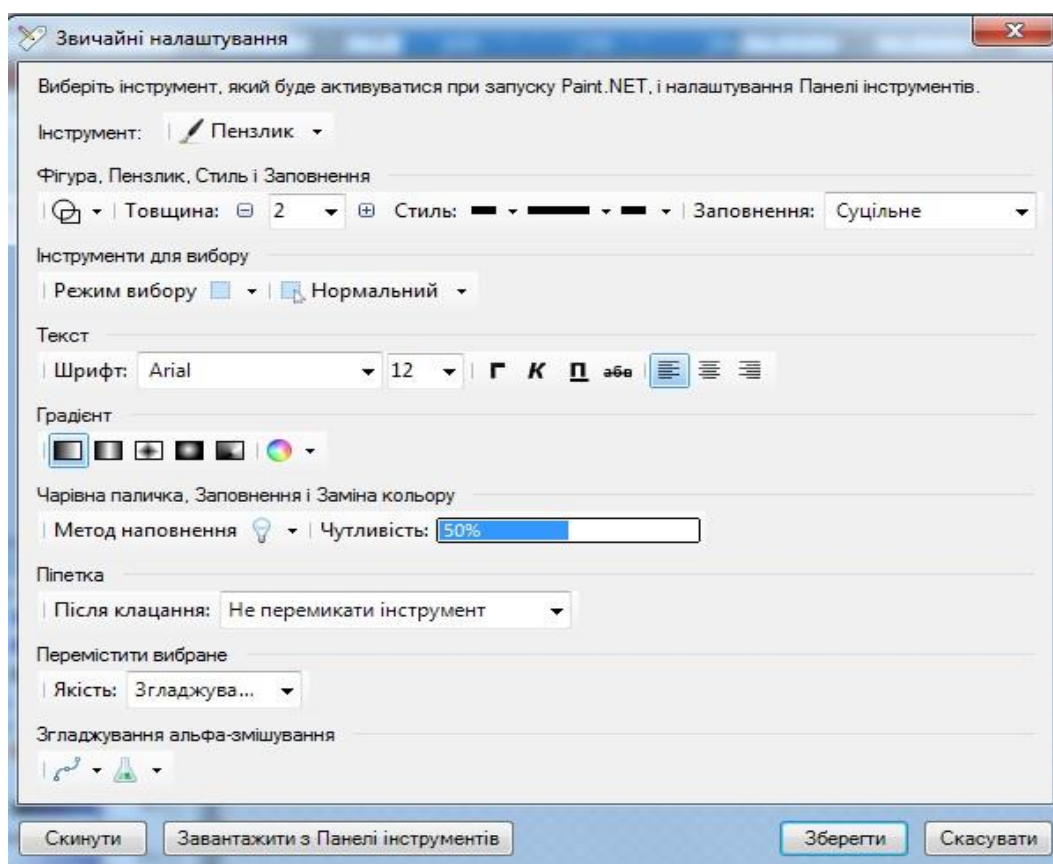 Звичайні налаштування
Виберіть інструмент, який буде активуватися при запуску Paint.NET, і налаштування Панелі інструментів.
Інструмент: Пензлик
Фігура, Пензлик, Стиль і Заповнення
Товщина: 2 Стиль: Заповнення: Суцільне
Інструменти для вибору
Режим вибору Нормальний
Текст
Шрифт: Arial 12 Г К П абв
Градієнт
Чарівна паличка, Заповнення і Заміна кольору
Метод наповнення Чутливість: 50%
Піпетка
Після клацання: Не перемикати інструмент
Перемістити вибране
Якість: Згладжува...
Згладжування альфа-змішування
Скинути Завантажити з Панелі інструментів Зберегти Скасувати